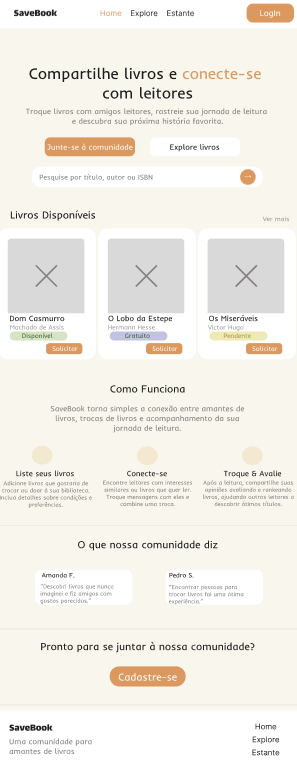 SaveBook
Home Explore Estante
LogIn
Compartilhe livros e conecte-se
com leitores
Troque livros com amigos leitores, rastreie sua jornada de leitura
e descubra sua próxima história favorita.
Junte-se à comunidade
Explore livros
Pesquise por título, autor ou ISBN
Livros Disponíveis
Ver mais
Dom Casmurro
Machado de Assis
Disponível
Solicitar
O Lobo da Estepe
Hermann Hesse
Gratuito
Solicitar
Os Miseráveis
Victor Hugo
Pendente
Solicitar
Como Funciona
SaveBook torna simples a conexão entre amantes de
livros, trocas de livros e acompanhamento da sua
jornada de leitura.
Liste seus livros
Adicione livros que gostaria de
trocar ou doar à sua biblioteca.
Inclua detalhes sobre condições e
preferências.
Conecte-se
Encontre leitores com interesses
similares ou livros que quer ler.
Troque mensagens com eles e
combine uma troca.
Troque & Avalie
Após a leitura, compartilhe suas
opiniões avaliando e rankeando
livros, ajudando outros leitores a
descobrir ótimos títulos.
O que nossa comunidade diz
Amanda F.
"Descobri livros que nunca
imaginei e fiz amigos com
gostos parecidos."
Pedro S.
"Encontrar pessoas para
trocar livros foi uma ótima
experiência."
Pronto para se juntar à nossa comunidade?
Cadastre-se
SaveBook
Uma comunidade para
amantes de livros
Home
Explore
Estante